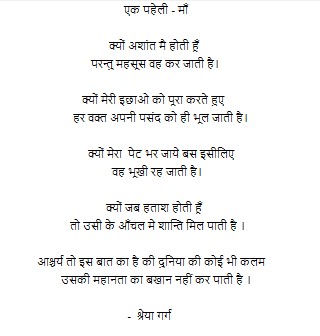 एक पहेली - माँ
क्यों अशांत मै होती हूँ
परन्तु महसूस वह कर जाती है।
क्यों मेरी इछाओ को पूरा करते हुए
हर वक्त अपनी पसंद को ही भूल जाती है।
क्यों मेरा पेट भर जाये बस इसीलिए
वह भूखी रह जाती है।
क्यों जब हताश होती हूँ
तो उसी के आँचल मे शान्ति मिल पाती है ।
आश्चर्य तो इस बात का है की दुनिया की कोई भी कलम
उसकी महानता का बखान नहीं कर पाती है ।
- श्रेया गर्ग